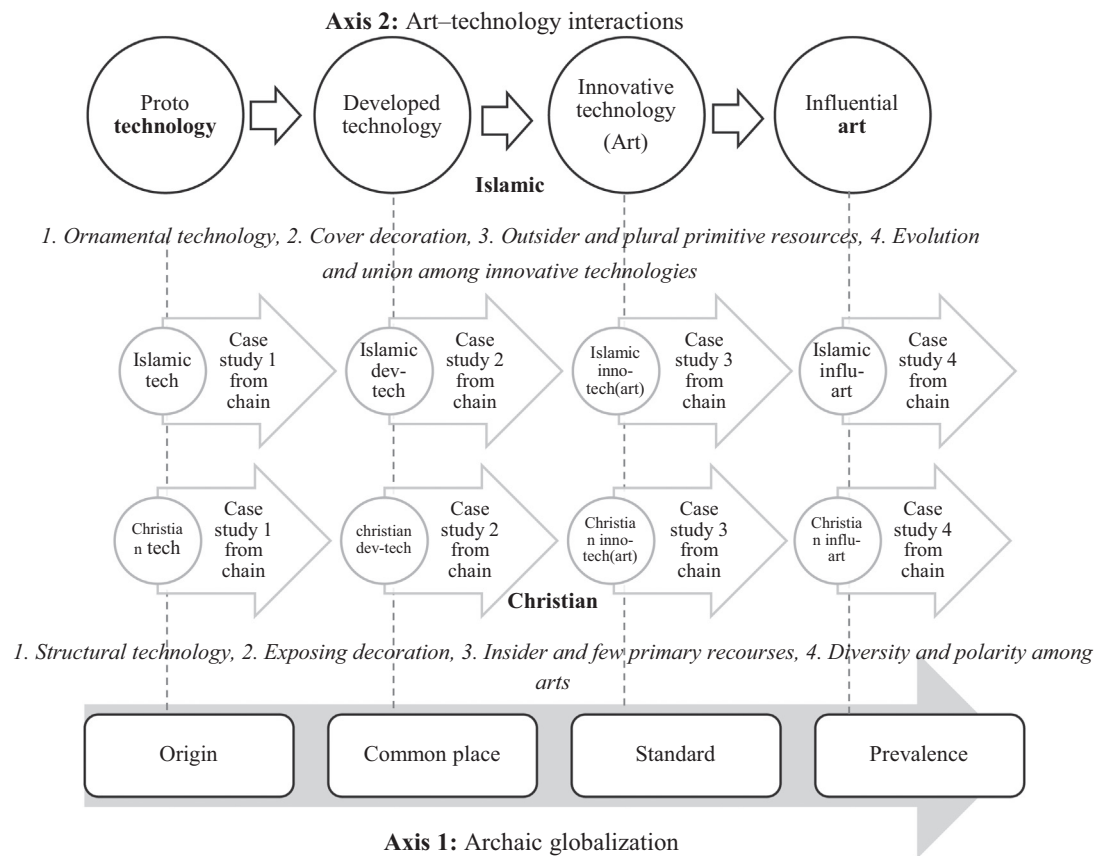 Axis 2: Art–technology interactions
Proto
technology
Developed
technology
Innovative
technology
(Art)
Influential
art
Islamic
1. Ornamental technology, 2. Cover decoration, 3. Outsider and plural primitive resources, 4. Evolution
and union among innovative technologies
Islamic
tech
Case
study 1
from
chain
Islamic
dev-
tech
Case
study 2
from
chain
Islamic
inno-
tech(art)
Case
study 3
from
chain
Islamic
influ-
art
Case
study 4
from
chain
Christia
n tech
Case
study 1
from
chain
christian
dev-tech
Case
study 2
from
chain
Christia
n inno-
tech(art)
Case
study 3
from
chain
Christia
n influ-
art
Case
study 4
from
chain
Christian
1. Structural technology, 2. Exposing decoration, 3. Insider and few primary recourses, 4. Diversity and polarity among
arts
Origin
Common place
Standard
Prevalence
Axis 1: Archaic globalization